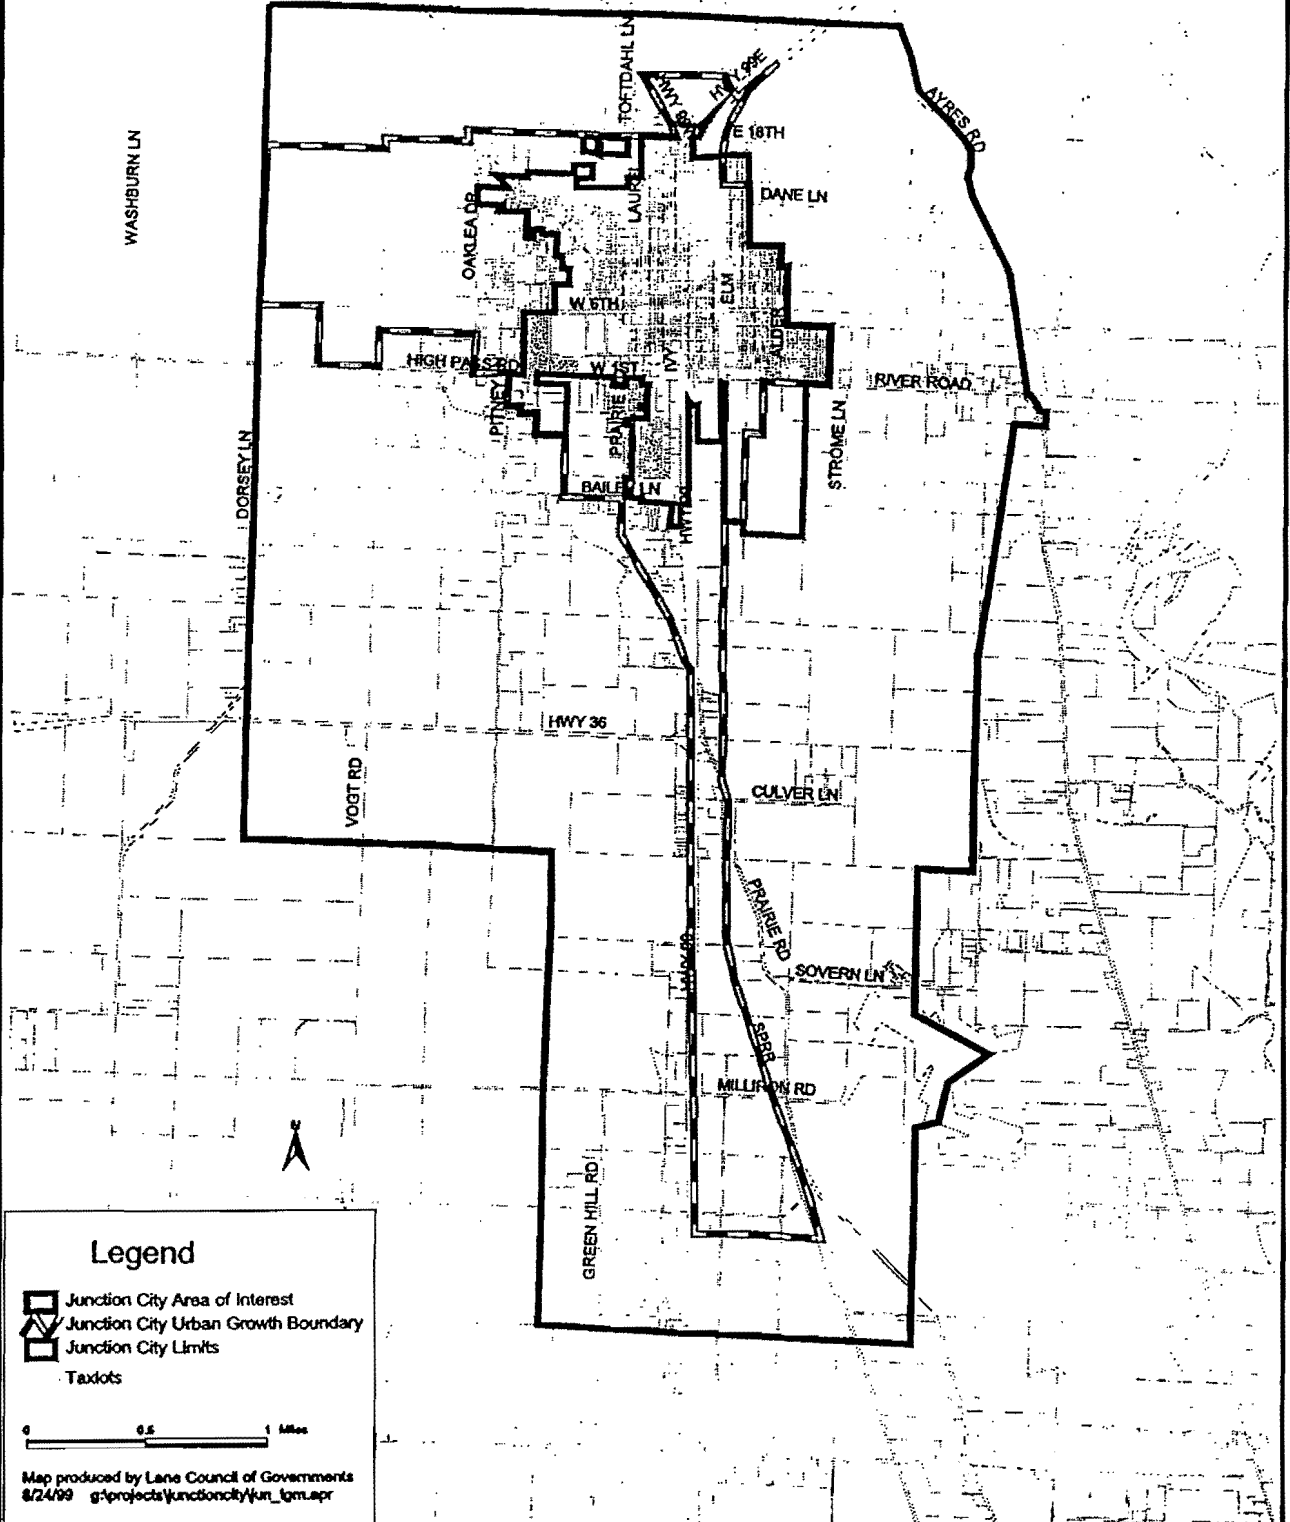 TOFTDAHL LN
HWY 99E
AYRES RD
E 18TH
WASHBURN LN
DANE LN
LAUREL
OAKLEA DR
ELM
W 6TH
ALDER
IVY
HIGH PASS RD
W 1ST
RIVER ROAD
PITNEY
PRAIRIE
STROME LN
DORSEY LN
BAILEY LN
HWY 36
VOGT RD
CULVER LN
PRAIRIE RD
SOVERN LN
SPRR
MILLIRON RD
GREEN HILL RD
N
Legend
Junction City Area of Interest
Junction City Urban Growth Boundary
Junction City Limits
Taxlots
0 0.5 1 Miles
Map produced by Lane Council of Governments
8/24/99 g:\projects\junctioncity\jun_tgm.apr